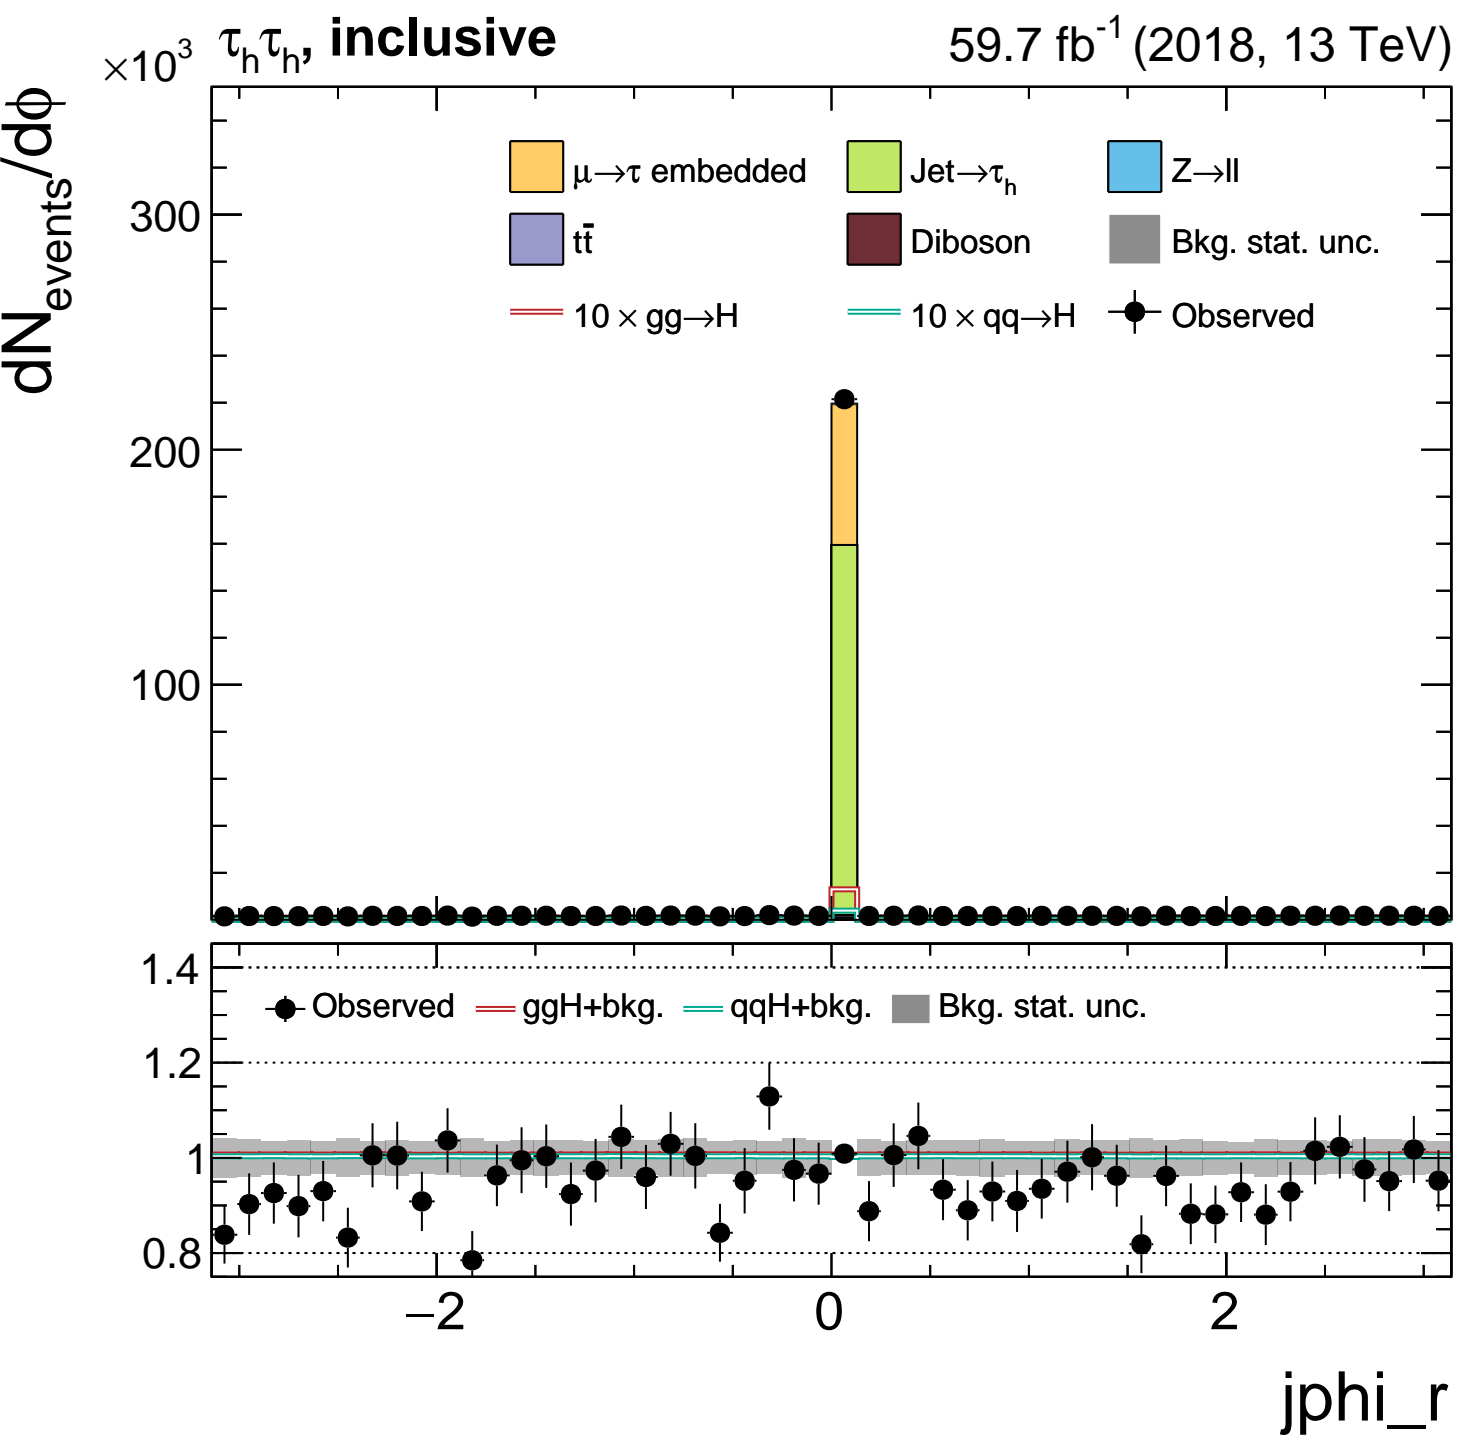 τhτh, inclusive 59.7 fb-1 (2018, 13 TeV)
×10³
dNevents/dϕ
μ→τ embedded Jet→τh Z→ll
tt̄ Diboson Bkg. stat. unc.
10 × gg→H 10 × qq→H Observed
300
200
100
1.4
Observed ggH+bkg. qqH+bkg. Bkg. stat. unc.
1.2
1
0.8
−2 0 2
jphi_r